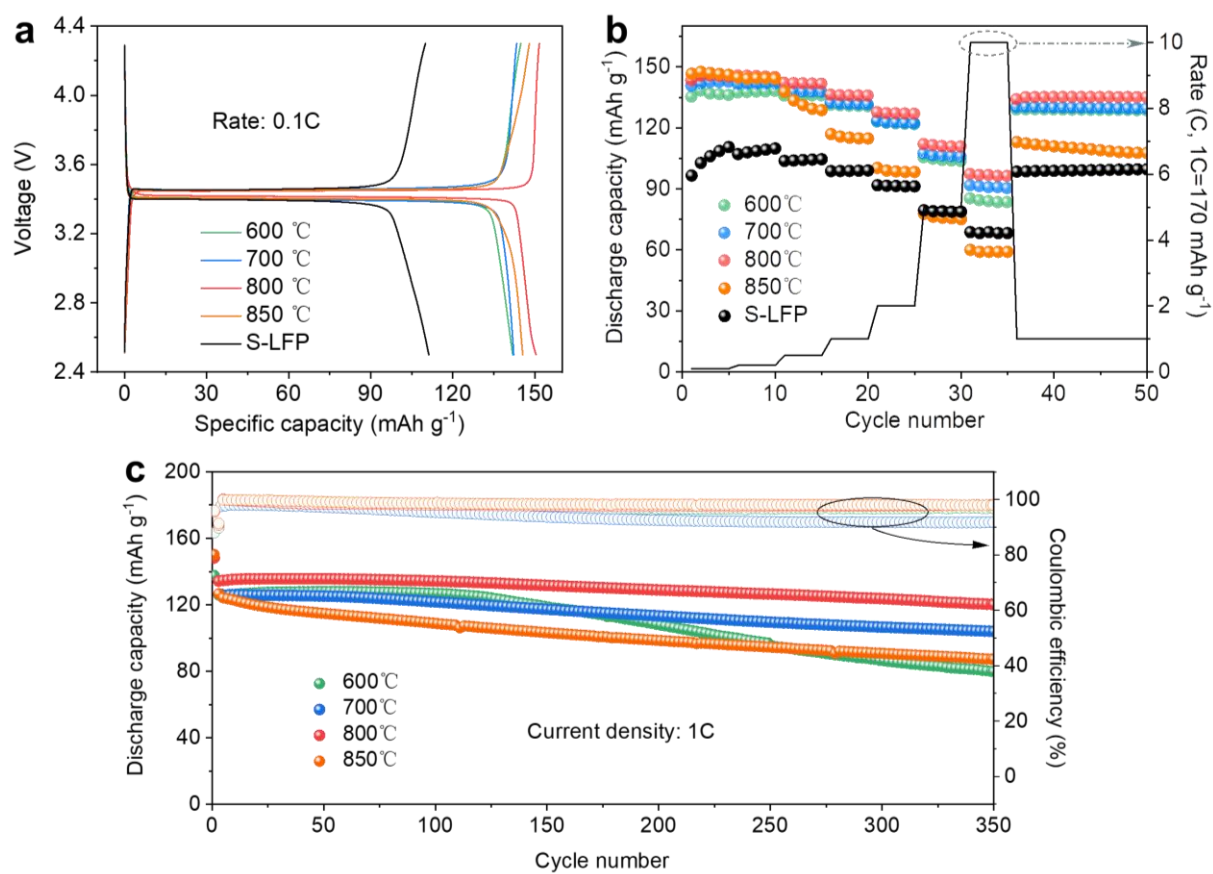 a
4.4
4.0
3.6
3.2
2.8
2.4
Voltage (V)
Rate: 0.1C
600 ℃
700 ℃
800 ℃
850 ℃
S-LFP
0 30 60 90 120 150
Specific capacity (mAh g⁻¹)
b
150
120
90
60
30
0
Discharge capacity (mAh g⁻¹)
600℃
700℃
800℃
850℃
S-LFP
10
8
6
4
2
0
Rate (C, 1C=170 mAh g⁻¹)
0 10 20 30 40 50
Cycle number
c
200
160
120
80
40
0
Discharge capacity (mAh g⁻¹)
600℃
700℃
800℃
850℃
Current density: 1C
100
80
60
40
20
0
Coulombic efficiency (%)
0 50 100 150 200 250 300 350
Cycle number